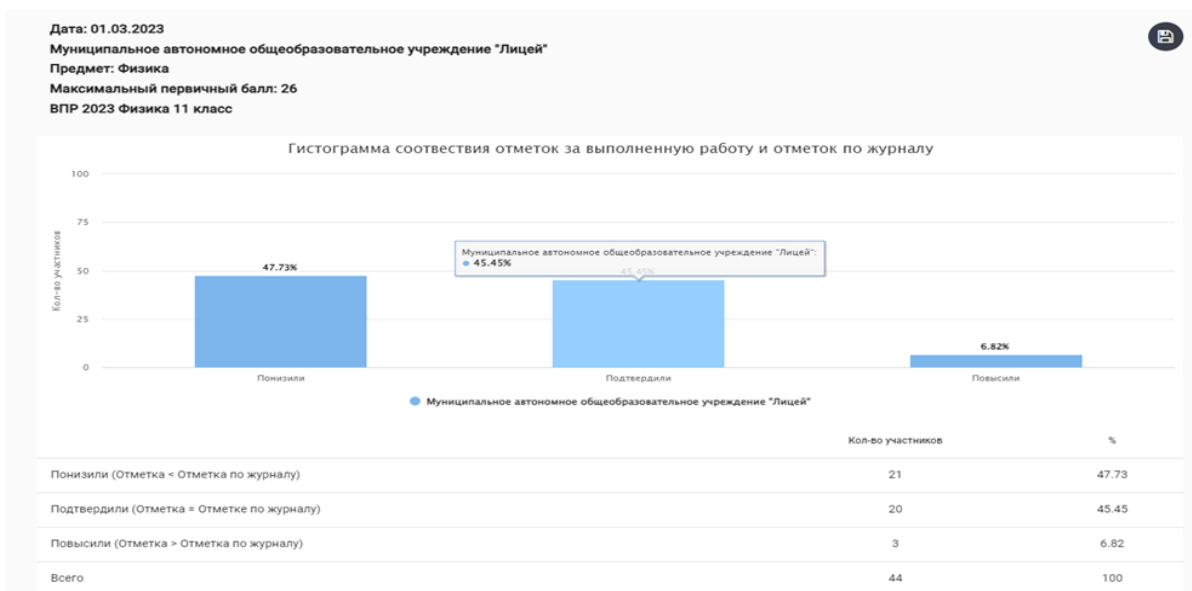 Дата: 01.03.2023
Муниципальное автономное общеобразовательное учреждение "Лицей"
Предмет: Физика
Максимальный первичный балл: 26
ВПР 2023 Физика 11 класс
Гистограмма соотвествия отметок за выполненную работу и отметок по журналу
Кол-во участников
100
75
50
25
0
47.73%
Муниципальное автономное общеобразовательное учреждение "Лицей":
45.45%
45.45%
6.82%
Понизили
Подтвердили
Повысили
Муниципальное автономное общеобразовательное учреждение "Лицей"
Кол-во участников %
Понизили (Отметка < Отметка по журналу) 21 47.73
Подтвердили (Отметка = Отметке по журналу) 20 45.45
Повысили (Отметка > Отметка по журналу) 3 6.82
Всего 44 100